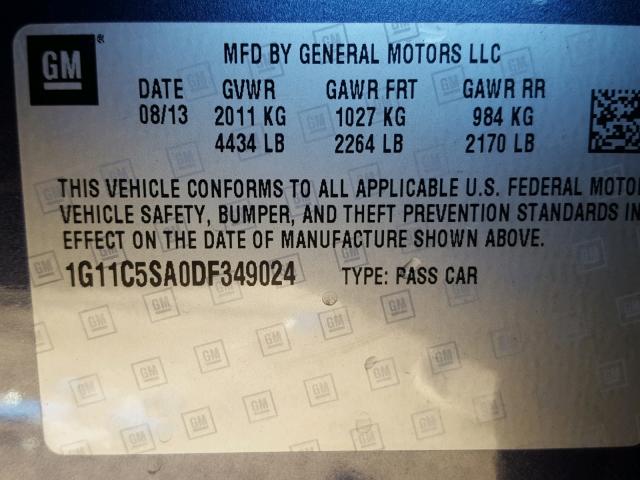 GM ®
MFD BY GENERAL MOTORS LLC
DATE GVWR GAWR FRT GAWR RR
08/13 2011 KG 1027 KG 984 KG
4434 LB 2264 LB 2170 LB
THIS VEHICLE CONFORMS TO ALL APPLICABLE U.S. FEDERAL MOTO
VEHICLE SAFETY, BUMPER, AND THEFT PREVENTION STANDARDS IN
EFFECT ON THE DATE OF MANUFACTURE SHOWN ABOVE.
1G11C5SA0DF349024 TYPE: PASS CAR